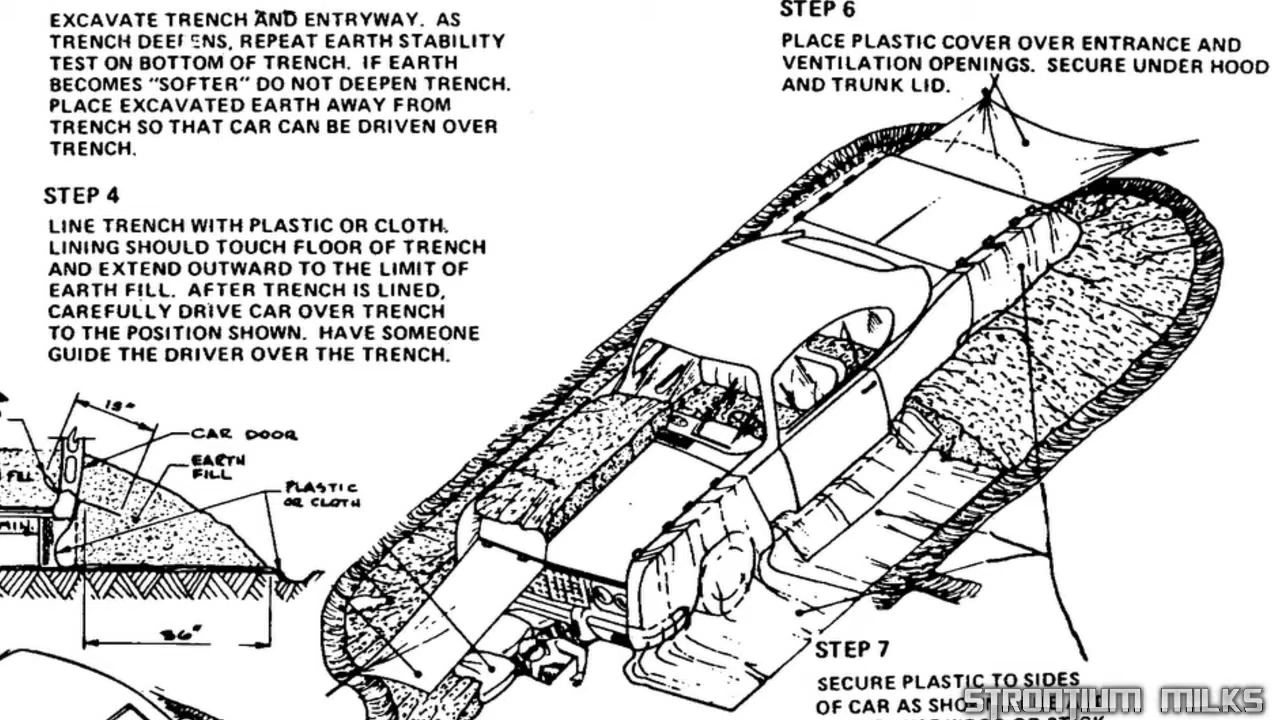 EXCAVATE TRENCH AND ENTRYWAY. AS
TRENCH DEEPENS, REPEAT EARTH STABILITY
TEST ON BOTTOM OF TRENCH. IF EARTH
BECOMES "SOFTER" DO NOT DEEPEN TRENCH.
PLACE EXCAVATED EARTH AWAY FROM
TRENCH SO THAT CAR CAN BE DRIVEN OVER
TRENCH.
STEP 4
LINE TRENCH WITH PLASTIC OR CLOTH.
LINING SHOULD TOUCH FLOOR OF TRENCH
AND EXTEND OUTWARD TO THE LIMIT OF
EARTH FILL. AFTER TRENCH IS LINED,
CAREFULLY DRIVE CAR OVER TRENCH
TO THE POSITION SHOWN. HAVE SOMEONE
GUIDE THE DRIVER OVER THE TRENCH.
CAR DOOR
EARTH
FILL
PLASTIC
OR CLOTH
FILL
MIN.
36"
STEP 6
PLACE PLASTIC COVER OVER ENTRANCE AND
VENTILATION OPENINGS. SECURE UNDER HOOD
AND TRUNK LID.
STEP 7
SECURE PLASTIC TO SIDES
OF CAR AS
STRONTIUM MILKS